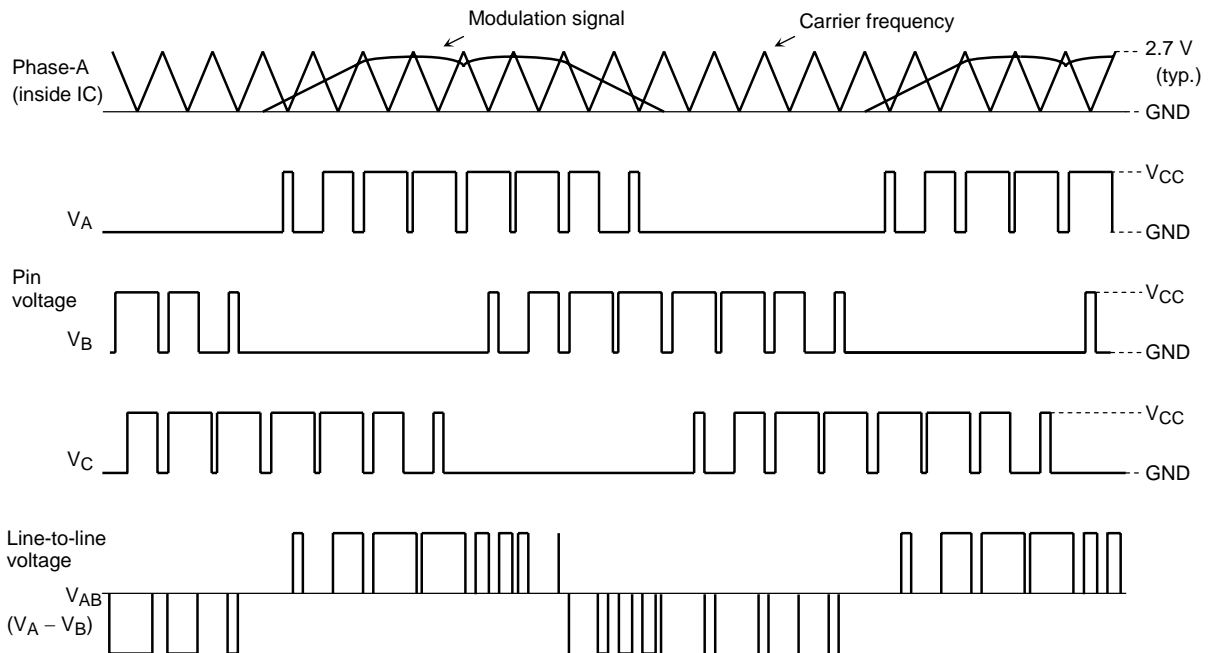 Modulation signal
Carrier frequency
Phase-A
(inside IC)
2.7 V
(typ.)
GND
VCC
VA
GND
Pin
voltage
VCC
VB
GND
VCC
VC
GND
Line-to-line
voltage
VAB
(VA – VB)